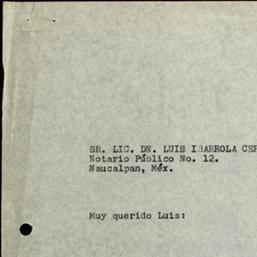 SR. LIC. DN. LUIS IBARROLA CER
Notario Público No. 12.
Naucalpan, Méx.
Muy querido Luis: